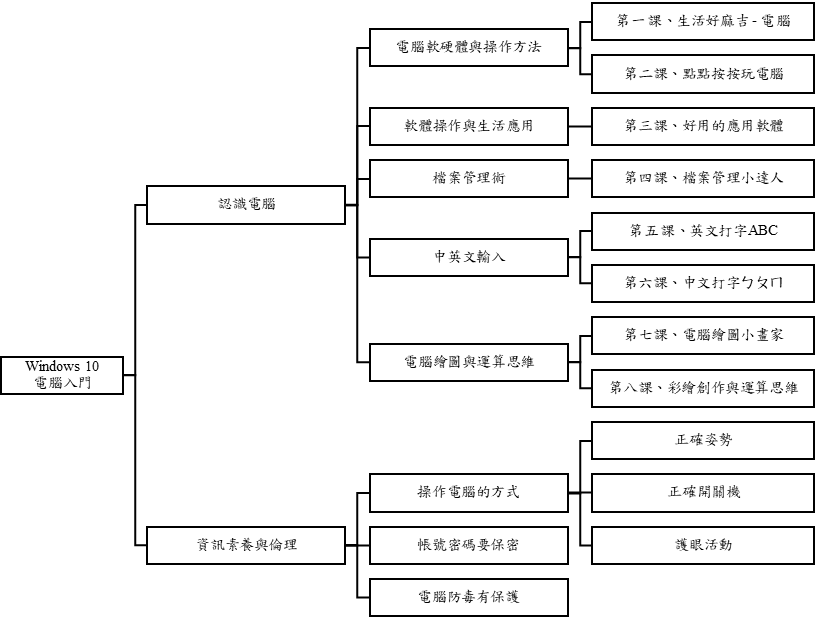 Windows 10
電腦入門
認識電腦
電腦軟硬體與操作方法
第一課、生活好麻吉 - 電腦
第二課、點點按按玩電腦
軟體操作與生活應用
第三課、好用的應用軟體
檔案管理術
第四課、檔案管理小達人
中英文輸入
第五課、英文打字ABC
第六課、中文打字ㄅㄆㄇ
電腦繪圖與運算思維
第七課、電腦繪圖小畫家
第八課、彩繪創作與運算思維
資訊素養與倫理
操作電腦的方式
正確姿勢
正確開關機
護眼活動
帳號密碼要保密
電腦防毒有保護